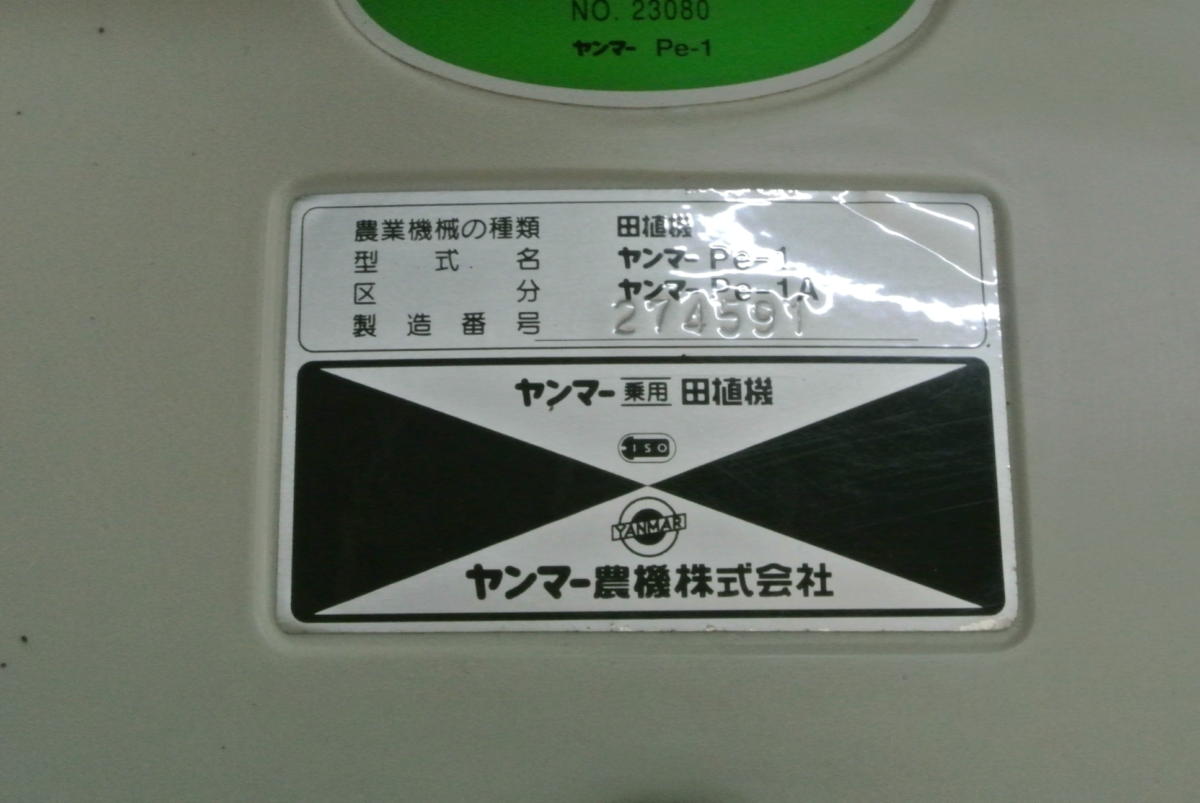 NO. 23080
ヤンマー Pe-1
農業機械の種類 田植機
型式名 ヤンマー Pe-1
区分 ヤンマー Pe-1A
製造番号 274591
ヤンマー 乗用 田植機
ISO
YANMAR
ヤンマー農機株式会社